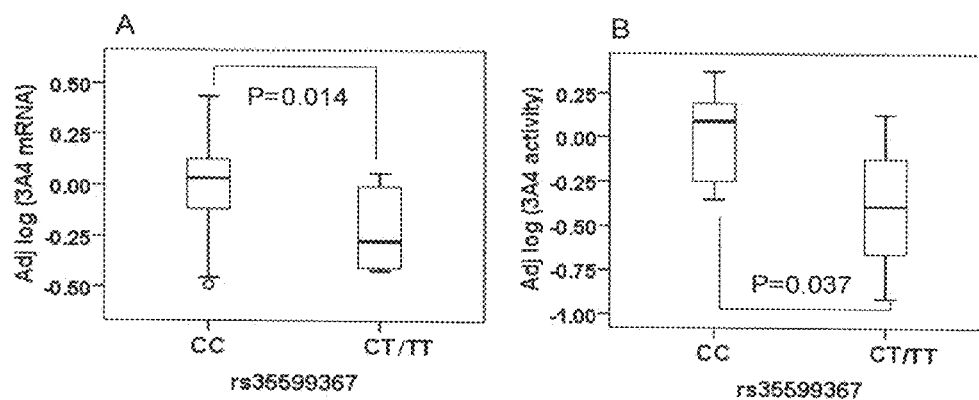 A
Adj log (3A4 mRNA)
0.50
0.25
0.00
-0.25
-0.50
P=0.014
CC
CT/TT
rs35599367
B
Adj log (3A4 activity)
0.25
0.00
-0.25
-0.50
-0.75
-1.00
P=0.037
CC
CT/TT
rs35599367